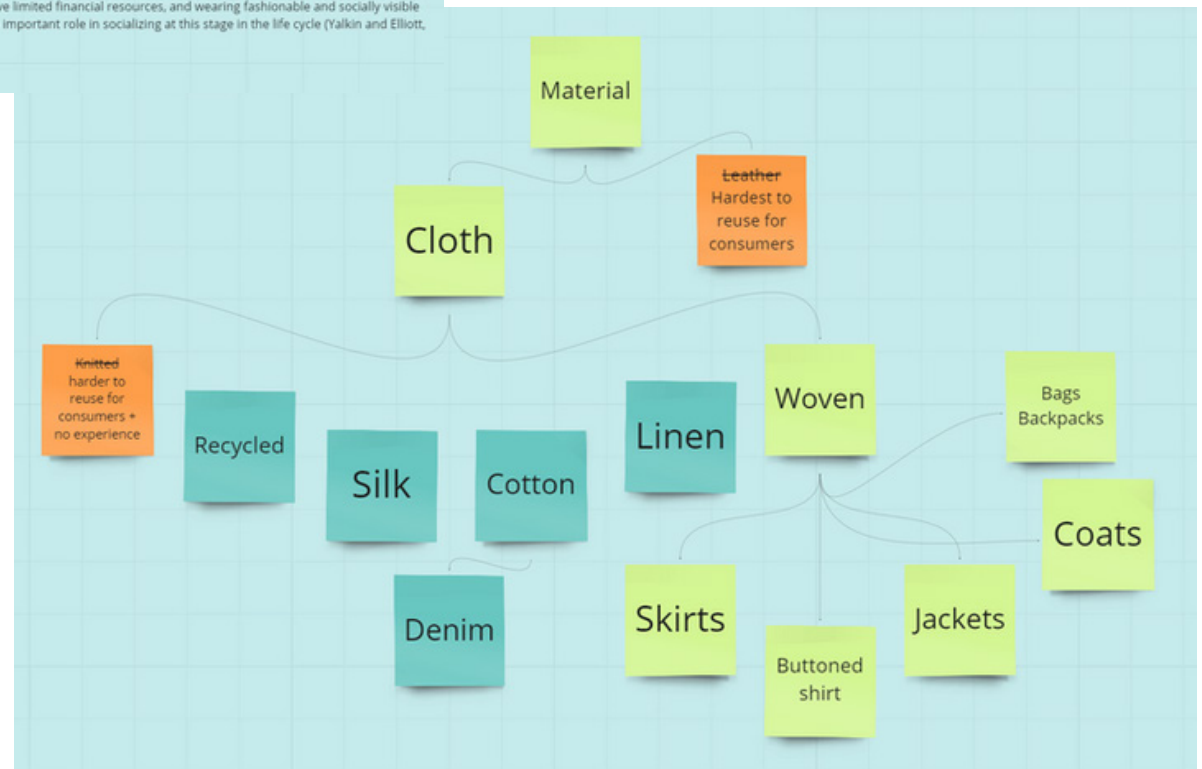 ve limited financial resources, and wearing fashionable and socially visible
important role in socializing at this stage in the life cycle (Yalkin and Elliott,
Material
Leather
Hardest to
reuse for
consumers
Cloth
Knitted
harder to
reuse for
consumers +
no experience
Recycled
Silk
Cotton
Linen
Woven
Bags
Backpacks
Denim
Skirts
Buttoned
shirt
Jackets
Coats